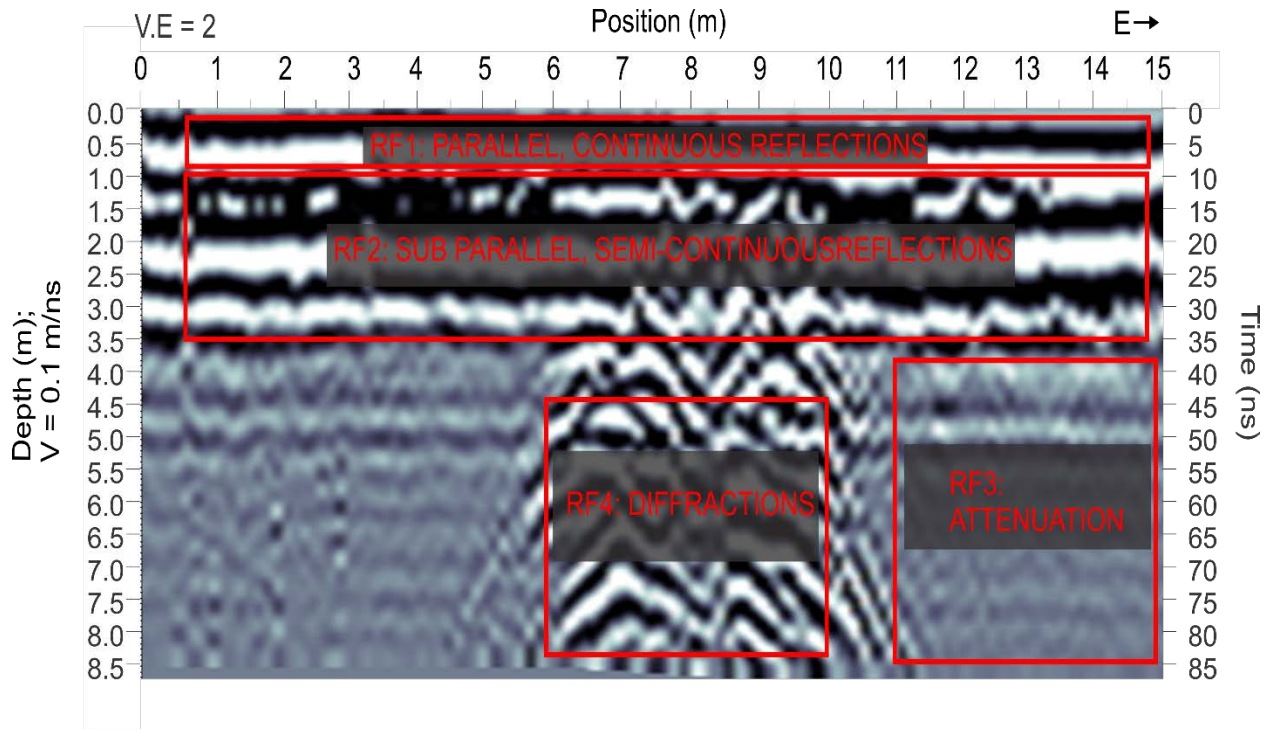 V.E = 2
Position (m)
E→
0 1 2 3 4 5 6 7 8 9 10 11 12 13 14 15
0.0 0
0.5 5
RF1: PARALLEL, CONTINUOUS REFLECTIONS
1.0 10
1.5 15
2.0 20
RF2: SUB PARALLEL, SEMI-CONTINUOUSREFLECTIONS
2.5 25
3.0 30
3.5 35
4.0 40
4.5 45
5.0 50
5.5 55
6.0 60
RF4: DIFFRACTIONS
RF3:
ATTENUATION
6.5 65
7.0 70
7.5 75
8.0 80
8.5 85
Depth (m);
V = 0.1 m/ns
Time (ns)